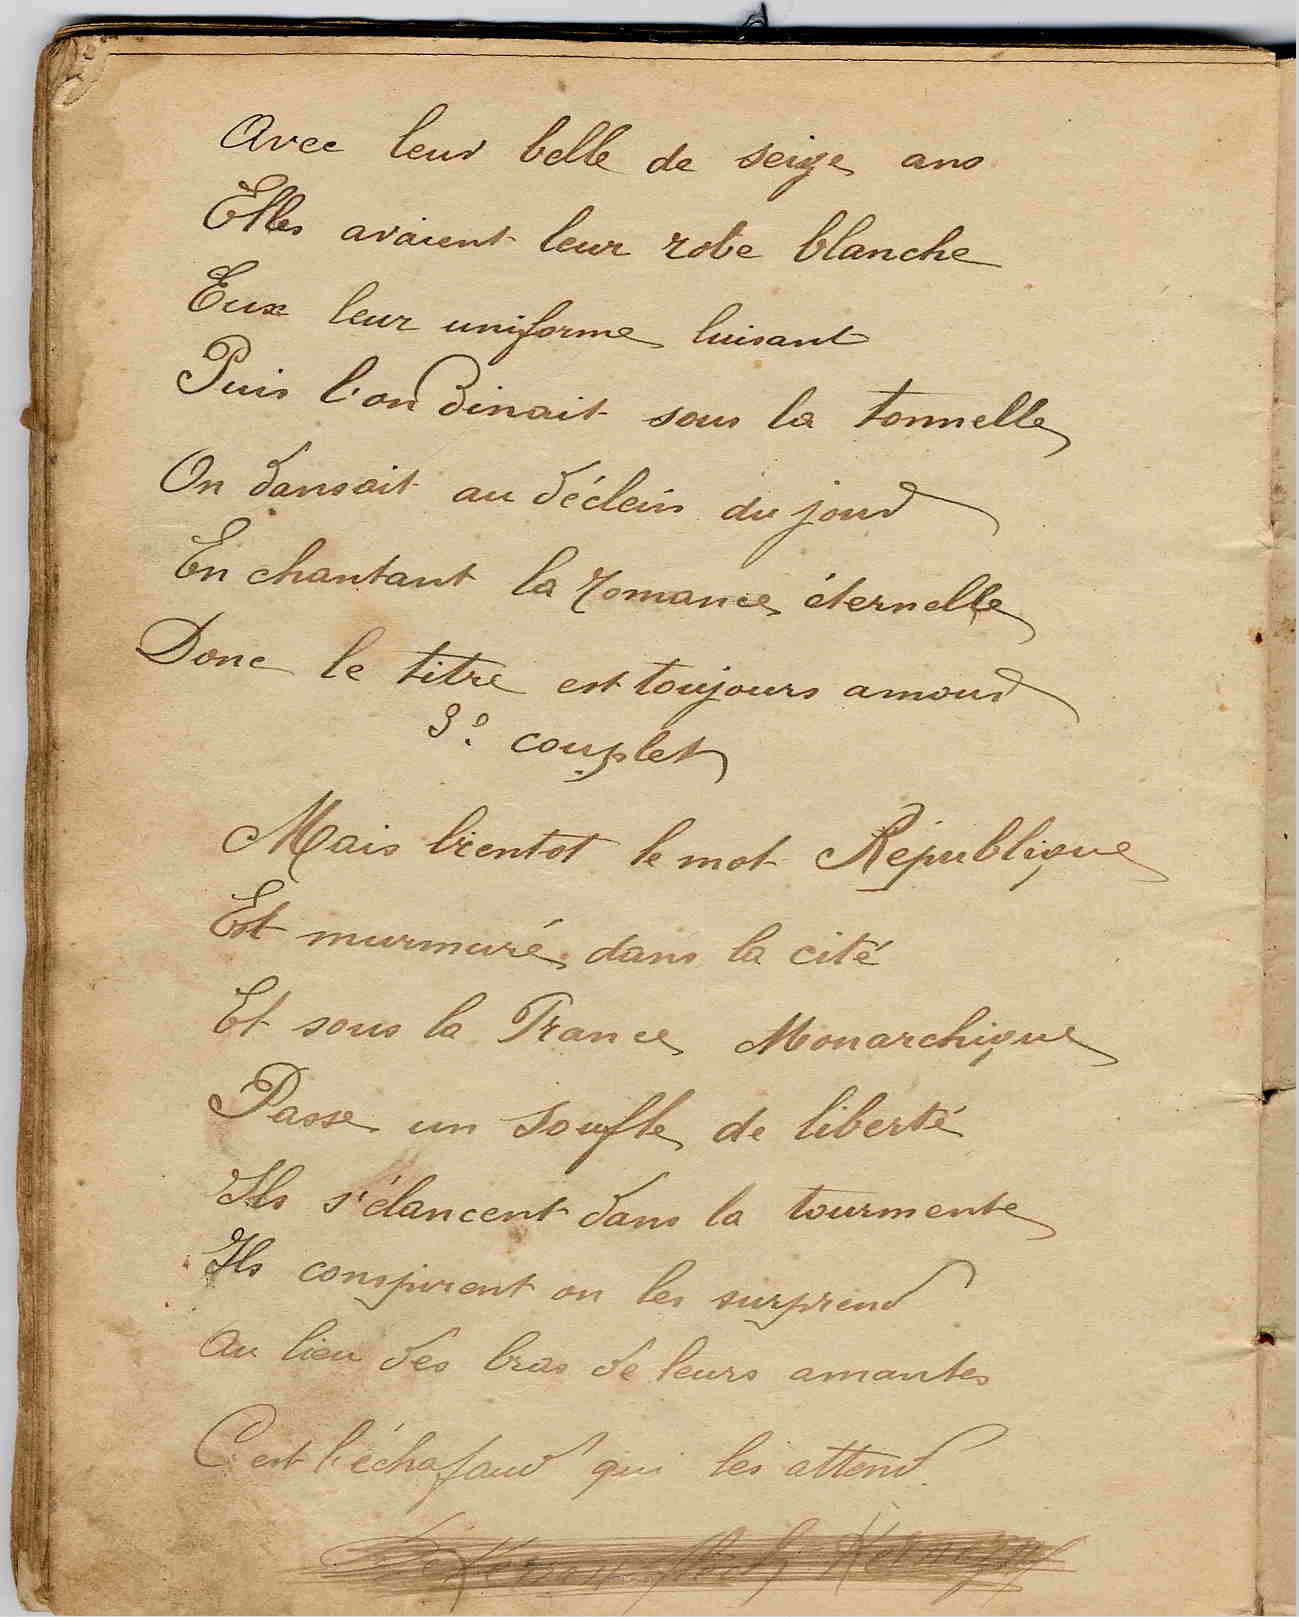 Avec leur belle de seize ans
Elles avaient leur robe blanche
Eux leur uniforme luisant
Puis l'on dinait sous la tonnelle
On dansait au déclein du jour
En chantant la romance éternelle
Donc le titre est toujours amour
3e couplet
Mais bientot le mot République
Est murmuré dans la cité
Et sous la France Monarchique
Passe un soufle de liberté
Ils s'élancent dans la tourmente
Ils conspirent on les surprend
Au lieu des bras de leurs amantes
C'est l'échafaud qui les attend.